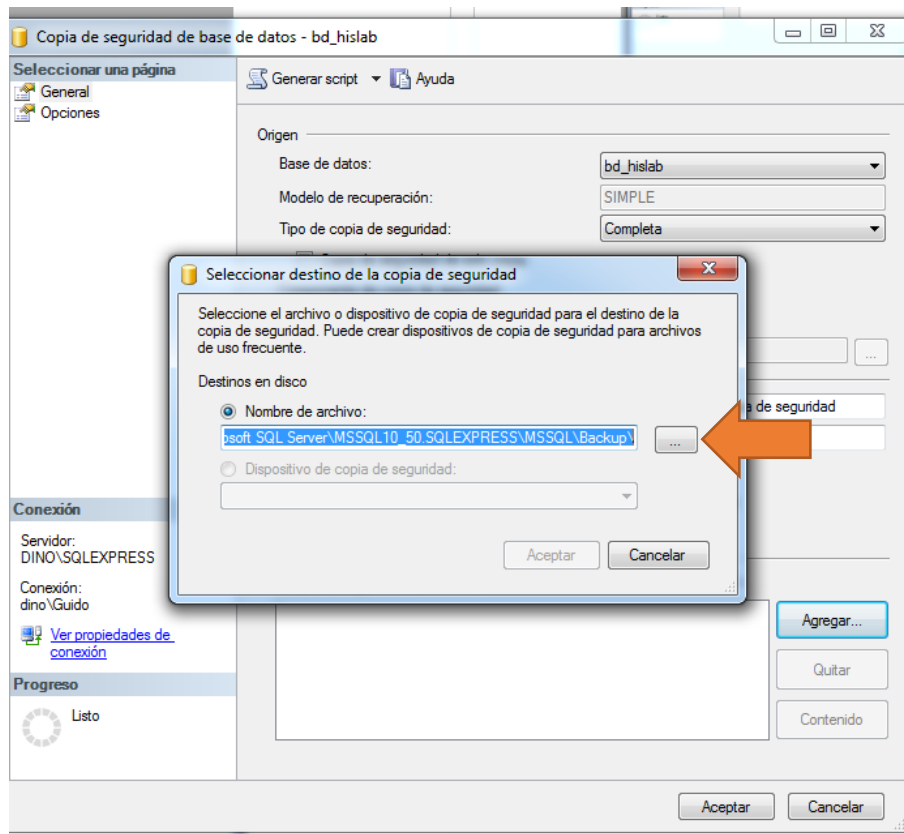 Copia de seguridad de base de datos - bd_hislab
Seleccionar una página
General
Opciones
Generar script
Ayuda
Origen
Base de datos:
bd_hislab
Modelo de recuperación:
SIMPLE
Tipo de copia de seguridad:
Completa
Seleccionar destino de la copia de seguridad
Seleccione el archivo o dispositivo de copia de seguridad para el destino de la
copia de seguridad. Puede crear dispositivos de copia de seguridad para archivos
de uso frecuente.
Destinos en disco
Nombre de archivo:
osoft SQL Server\MSSQL10_50.SQLEXPRESS\MSSQL\Backup\
...
...
de seguridad
Dispositivo de copia de seguridad:
Aceptar
Cancelar
Conexión
Servidor:
DINO\SQLEXPRESS
Conexión:
dino\Guido
Ver propiedades de
conexión
Progreso
Listo
Agregar...
Quitar
Contenido
Aceptar
Cancelar